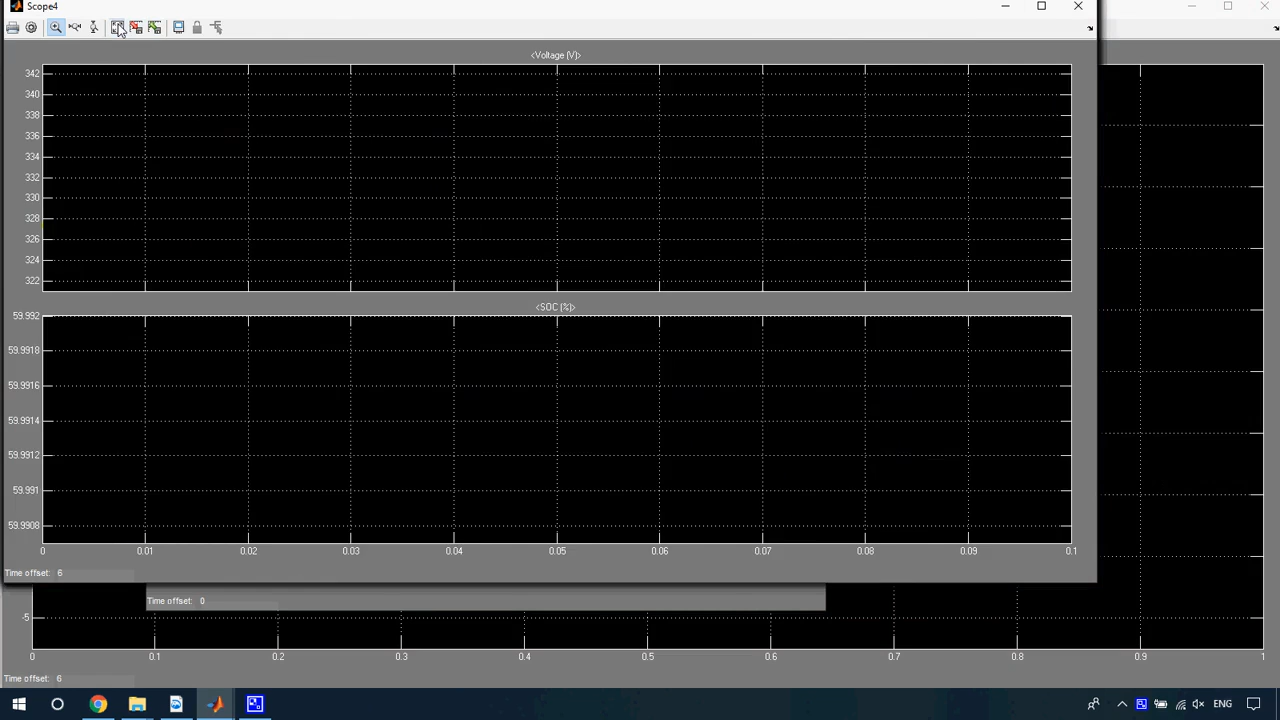 Scope4
<Voltage (V)>
342
340
338
336
334
332
330
328
326
324
322
<SOC (%)>
59.992
59.9918
59.9916
59.9914
59.9912
59.991
59.9908
0 0.01 0.02 0.03 0.04 0.05 0.06 0.07 0.08 0.09 0.1
Time offset: 6
Time offset: 0
-5
0 0.1 0.2 0.3 0.4 0.5 0.6 0.7 0.8 0.9 1
Time offset: 6
ENG